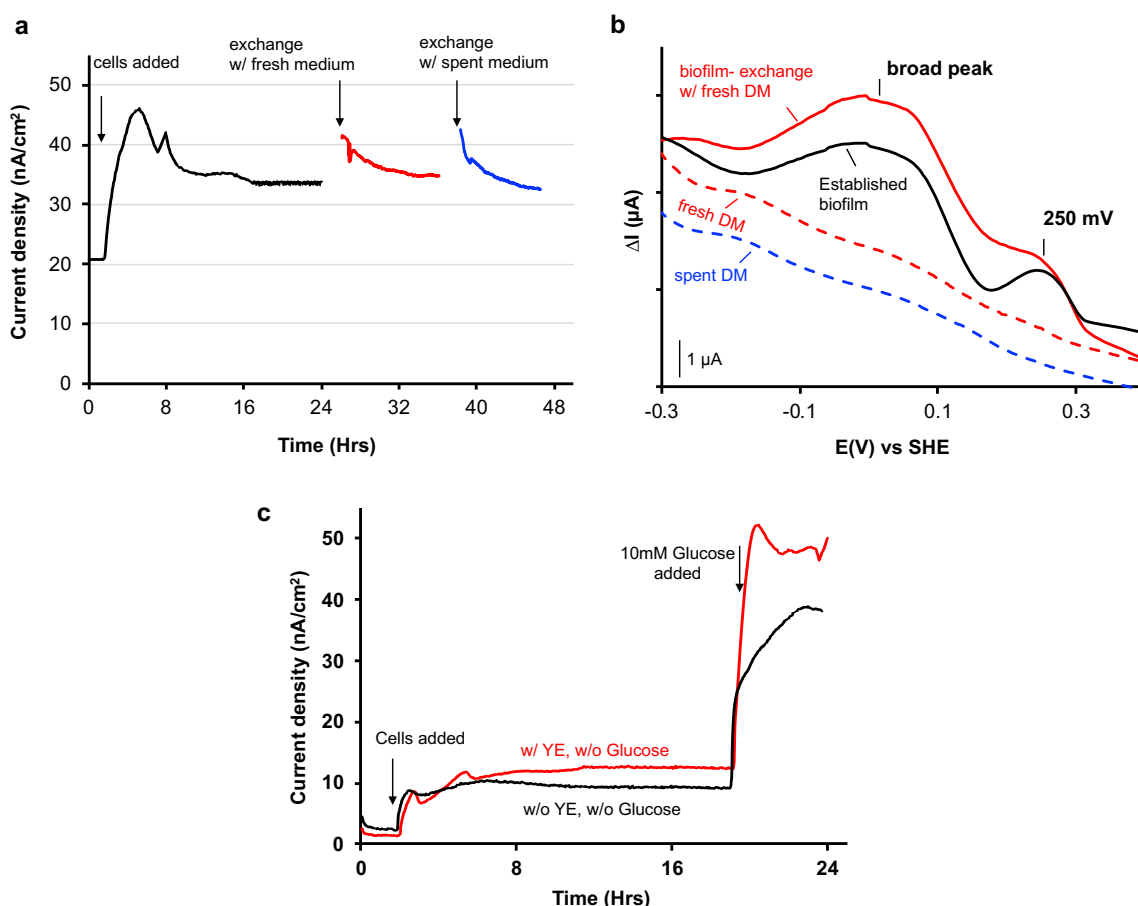 a
cells added
exchange
w/ fresh medium
exchange
w/ spent medium
50
40
30
20
10
0
Current density (nA/cm²)
0 8 16 24 32 40 48
Time (Hrs)
b
biofilm- exchange
w/ fresh DM
broad peak
Established
biofilm
fresh DM
250 mV
spent DM
1 µA
ΔI (µA)
-0.3 -0.1 0.1 0.3
E(V) vs SHE
c
50
40
30
20
10
0
Current density (nA/cm²)
10mM Glucose
added
Cells added
w/ YE, w/o Glucose
w/o YE, w/o Glucose
0 8 16 24
Time (Hrs)